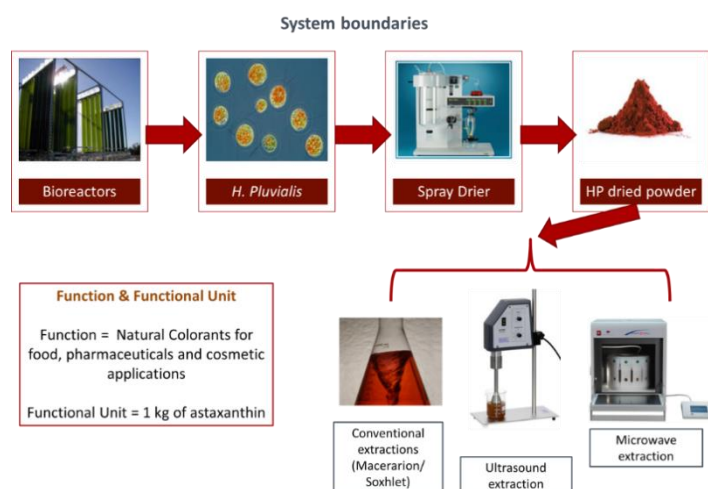 System boundaries
Bioreactors
H. Pluvialis
Spray Drier
HP dried powder
Function & Functional Unit
Function = Natural Colorants for
food, pharmaceuticals and cosmetic
applications
Functional Unit = 1 kg of astaxanthin
Conventional
extractions
(Macerarion/
Soxhlet)
Ultrasound
extraction
Microwave
extraction